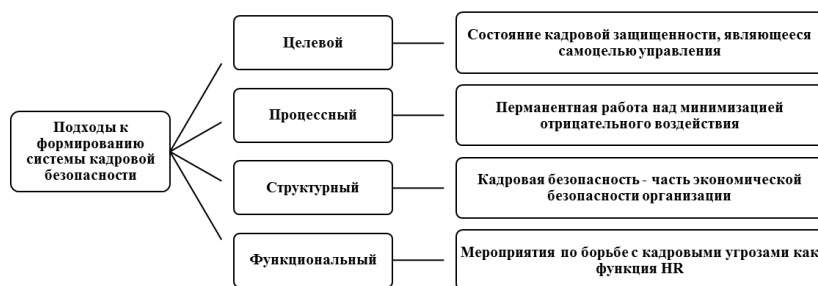 Подходы к
формированию
системы кадровой
безопасности
Целевой
Состояние кадровой защищенности, являющееся
самоцелью управления
Процессный
Перманентная работа над минимизацией
отрицательного воздействия
Структурный
Кадровая безопасность - часть экономической
безопасности организации
Функциональный
Мероприятия по борьбе с кадровыми угрозами как
функция HR